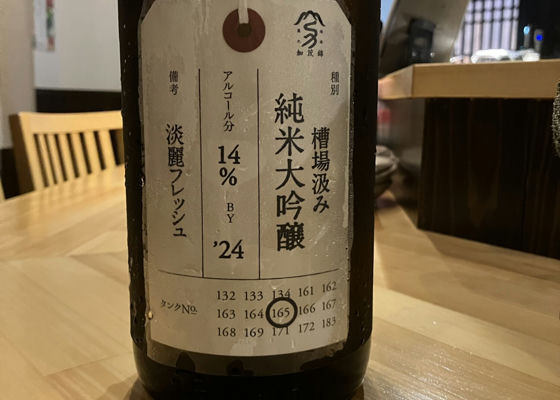 加茂錦
種別
槽場汲み
純米大吟醸
アルコール分
14%
BY
'24
備考
淡麗フレッシュ
タンクNo.
132 133 134 161 162
163 164 165 166 167
168 169 171 172 183